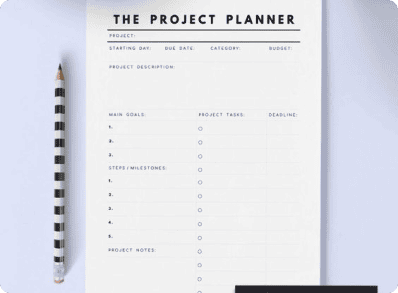 THE PROJECT PLANNER
PROJECT:
STARTING DAY: DUE DATE: CATEGORY: BUDGET:
PROJECT DESCRIPTION:
MAIN GOALS: PROJECT TASKS: DEADLINE:
1.
2.
3.
STEPS/MILESTONES:
1.
2.
3.
4.
5.
PROJECT NOTES: